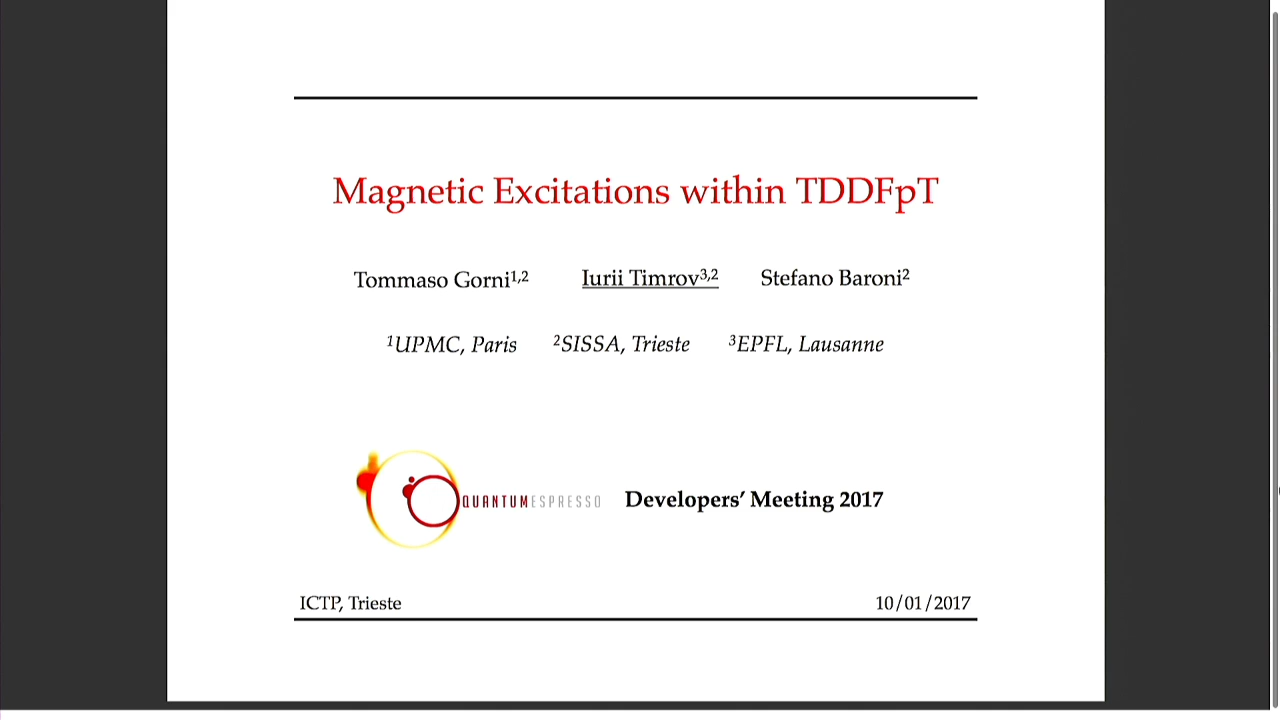 Magnetic Excitations within TDDFpT
Tommaso Gorni1,2 Iurii Timrov3,2 Stefano Baroni2
1UPMC, Paris 2SISSA, Trieste 3EPFL, Lausanne
QUANTUMESPRESSO Developers’ Meeting 2017
ICTP, Trieste 10/01/2017